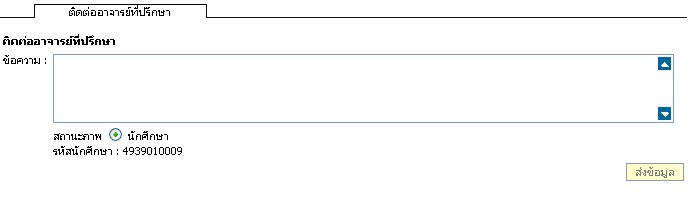 ติดต่ออาจารย์ที่ปรึกษา
ติดต่ออาจารย์ที่ปรึกษา
ข้อความ :
สถานะภาพ นักศึกษา
รหัสนักศึกษา : 4939010009
ส่งข้อมูล